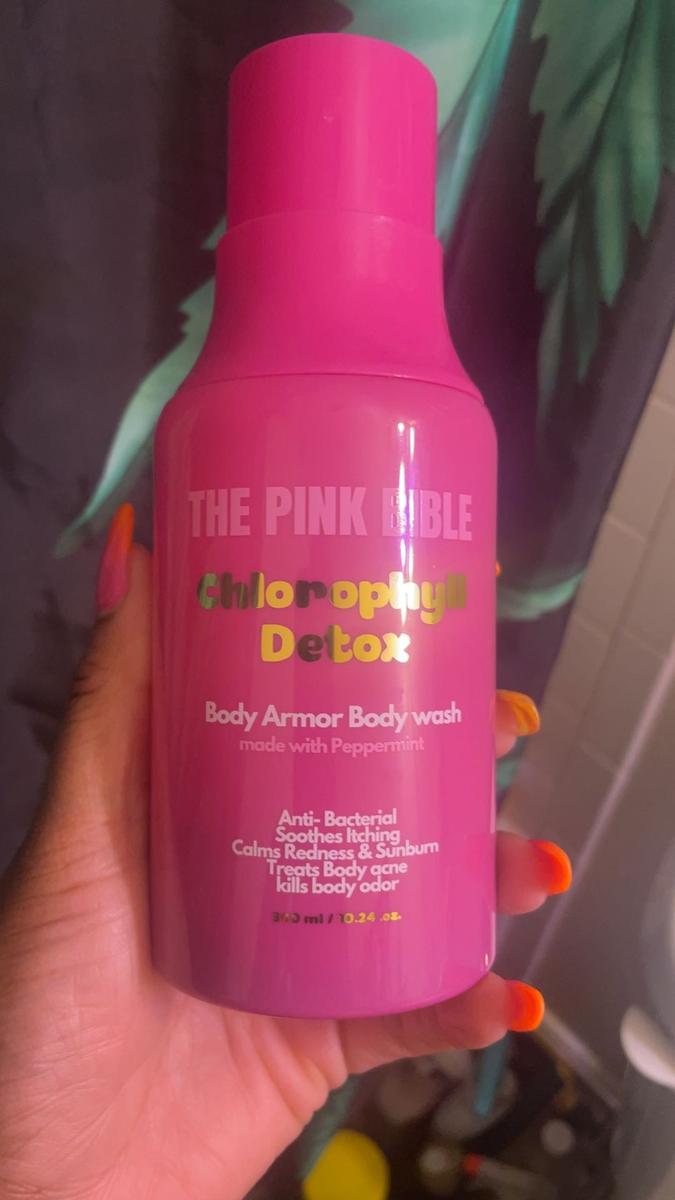 THE PINK BIBLE
Chlorophyll
Detox
Body Armor Body wash
made with Peppermint
Anti- Bacterial
Soothes Itching
Calms Redness & Sunburn
Treats Body acne
kills body odor
ml / 10.24 .oz.